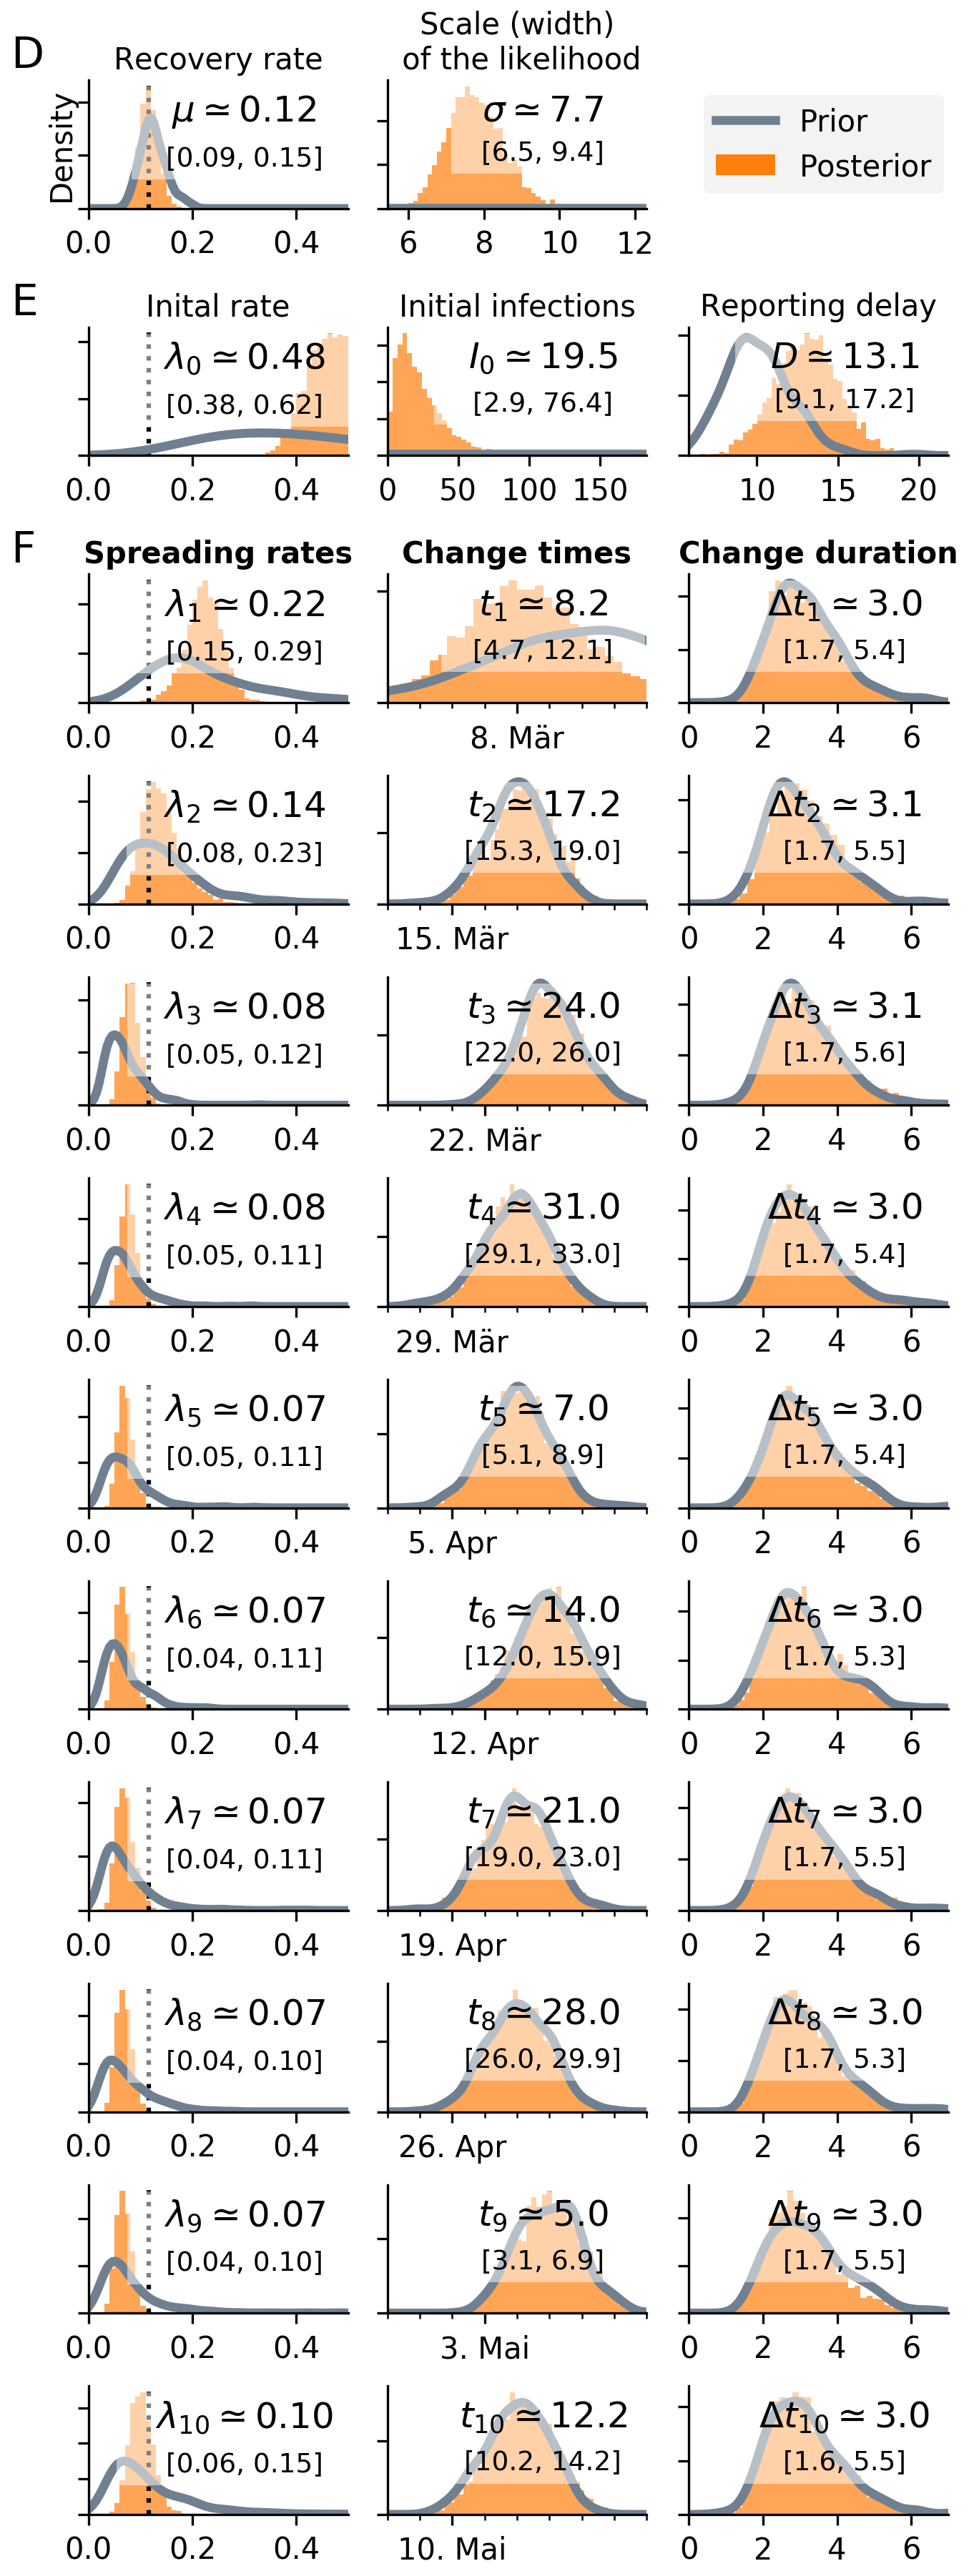 D
Recovery rate
Scale (width)
of the likelihood
Density
μ ≃ 0.12
[0.09, 0.15]
σ ≃ 7.7
[6.5, 9.4]
Prior
Posterior
0.0 0.2 0.4
6 8 10 12
E
Inital rate
Initial infections
Reporting delay
λ0 ≃ 0.48
[0.38, 0.62]
I0 ≃ 19.5
[2.9, 76.4]
D ≃ 13.1
[9.1, 17.2]
0.0 0.2 0.4
0 50 100 150
10 15 20
F
Spreading rates
Change times
Change duration
λ1 ≃ 0.22
[0.15, 0.29]
t1 ≃ 8.2
[4.7, 12.1]
Δt1 ≃ 3.0
[1.7, 5.4]
0.0 0.2 0.4
8. Mär
0 2 4 6
λ2 ≃ 0.14
[0.08, 0.23]
t2 ≃ 17.2
[15.3, 19.0]
Δt2 ≃ 3.1
[1.7, 5.5]
0.0 0.2 0.4
15. Mär
0 2 4 6
λ3 ≃ 0.08
[0.05, 0.12]
t3 ≃ 24.0
[22.0, 26.0]
Δt3 ≃ 3.1
[1.7, 5.6]
0.0 0.2 0.4
22. Mär
0 2 4 6
λ4 ≃ 0.08
[0.05, 0.11]
t4 ≃ 31.0
[29.1, 33.0]
Δt4 ≃ 3.0
[1.7, 5.4]
0.0 0.2 0.4
29. Mär
0 2 4 6
λ5 ≃ 0.07
[0.05, 0.11]
t5 ≃ 7.0
[5.1, 8.9]
Δt5 ≃ 3.0
[1.7, 5.4]
0.0 0.2 0.4
5. Apr
0 2 4 6
λ6 ≃ 0.07
[0.04, 0.11]
t6 ≃ 14.0
[12.0, 15.9]
Δt6 ≃ 3.0
[1.7, 5.3]
0.0 0.2 0.4
12. Apr
0 2 4 6
λ7 ≃ 0.07
[0.04, 0.11]
t7 ≃ 21.0
[19.0, 23.0]
Δt7 ≃ 3.0
[1.7, 5.5]
0.0 0.2 0.4
19. Apr
0 2 4 6
λ8 ≃ 0.07
[0.04, 0.10]
t8 ≃ 28.0
[26.0, 29.9]
Δt8 ≃ 3.0
[1.7, 5.3]
0.0 0.2 0.4
26. Apr
0 2 4 6
λ9 ≃ 0.07
[0.04, 0.10]
t9 ≃ 5.0
[3.1, 6.9]
Δt9 ≃ 3.0
[1.7, 5.5]
0.0 0.2 0.4
3. Mai
0 2 4 6
λ10 ≃ 0.10
[0.06, 0.15]
t10 ≃ 12.2
[10.2, 14.2]
Δt10 ≃ 3.0
[1.6, 5.5]
0.0 0.2 0.4
10. Mai
0 2 4 6